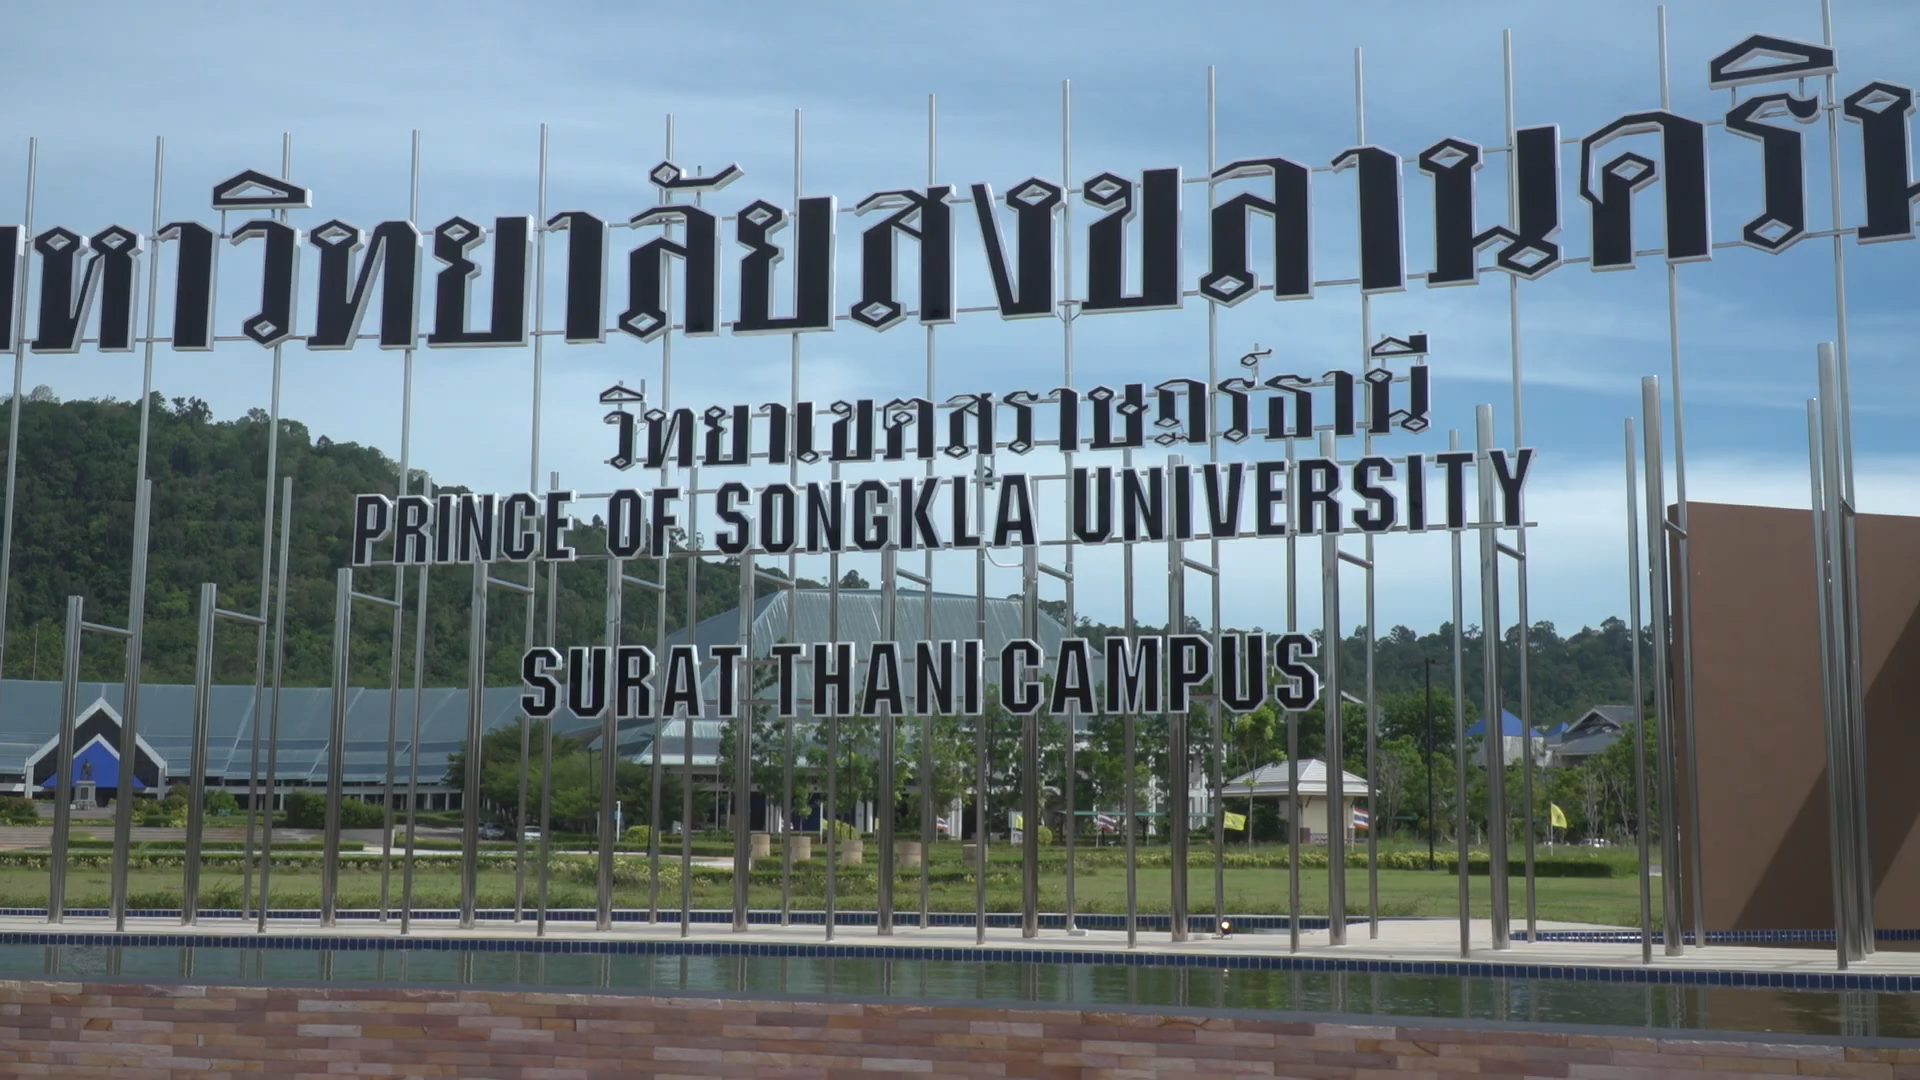 มหาวิทยาลัยสงขลานคริน
วิทยาเขตสุราษฎร์ธานี
PRINCE OF SONGKLA UNIVERSITY
SURAT THANI CAMPUS